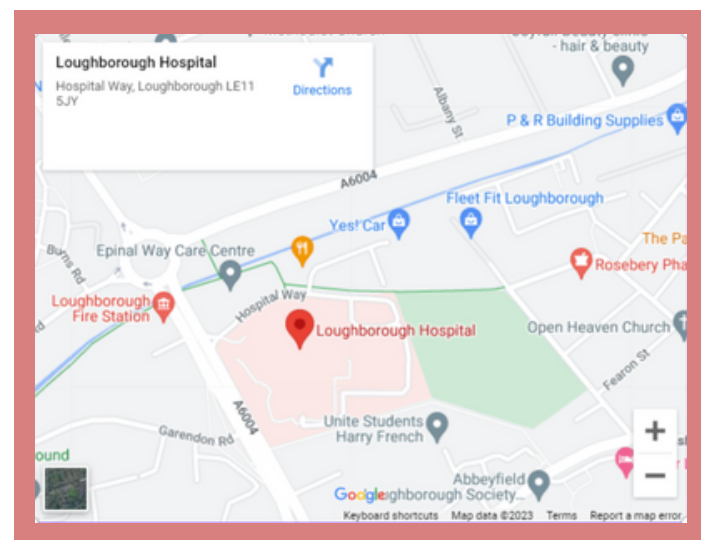 - hair & beauty
Loughborough Hospital
Hospital Way, Loughborough LE11
5JY
Directions
Albany St
P & R Building Supplies
A6004
Fleet Fit Loughborough
Yes! Car
The Pa
Burns Rd
Epinal Way Care Centre
Rosebery Pha
Hospital Way
Loughborough
Fire Station
Loughborough Hospital
Open Heaven Church
Fearon St
A6004
Garendon Rd
Unite Students
Harry French
+
ound
−
Abbeyfield
Google
ghborough Society...
Keyboard shortcuts
Map data ©2023
Terms
Report a map error